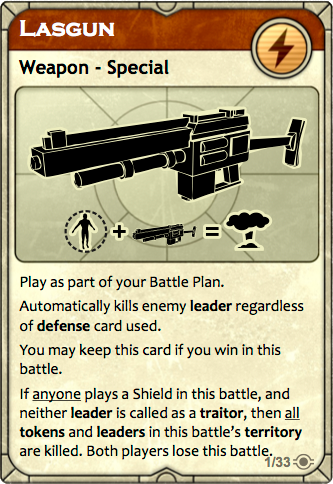 LASGUN
Weapon - Special
+ =
Play as part of your Battle Plan.
Automatically kills enemy leader regardless
of defense card used.
You may keep this card if you win in this
battle.
If anyone plays a Shield in this battle, and
neither leader is called as a traitor, then all
tokens and leaders in this battle's territory
are killed. Both players lose this battle.
1/33